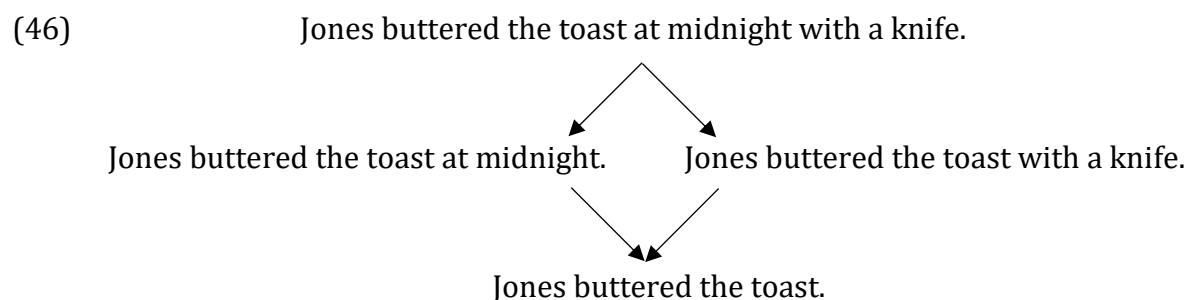 (46) Jones buttered the toast at midnight with a knife.
Jones buttered the toast at midnight. Jones buttered the toast with a knife.
Jones buttered the toast.